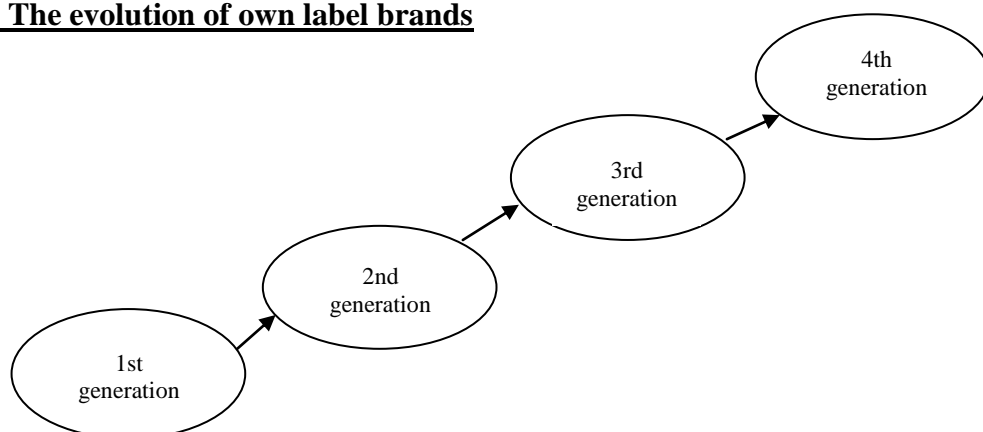 The evolution of own label brands
4th
generation
3rd
generation
2nd
generation
1st
generation